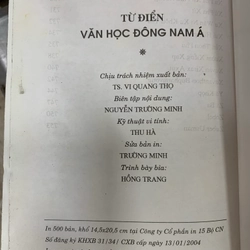 TỪ ĐIỂN
VĂN HỌC ĐÔNG NAM Á
Chịu trách nhiệm xuất bản:
TS. VI QUANG THỌ
Biên tập nội dung:
NGUYỄN TRƯỜNG MINH
Kỹ thuật vi tính:
THU HÀ
Sửa bản in:
TRƯỜNG MINH
Trình bày bìa:
HỒNG TRANG
In 500 bản, khổ 14,5x20,5 cm tại Công ty Cổ phần in 15 Bộ CN
Số đăng ký KHXB 31/34/ CXB cấp ngày 13/01/2004